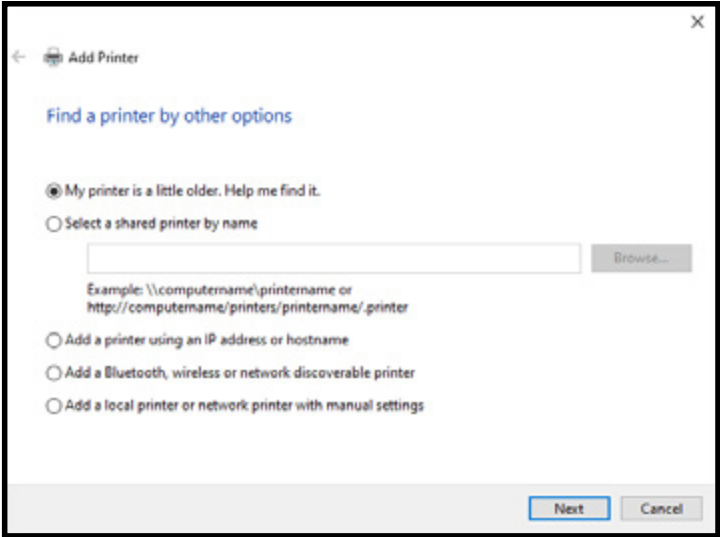 Add Printer
Find a printer by other options
My printer is a little older. Help me find it.
Select a shared printer by name
Browse...
Example: \\computername\printername or
http://computername/printers/printername/.printer
Add a printer using an IP address or hostname
Add a Bluetooth, wireless or network discoverable printer
Add a local printer or network printer with manual settings
Next Cancel